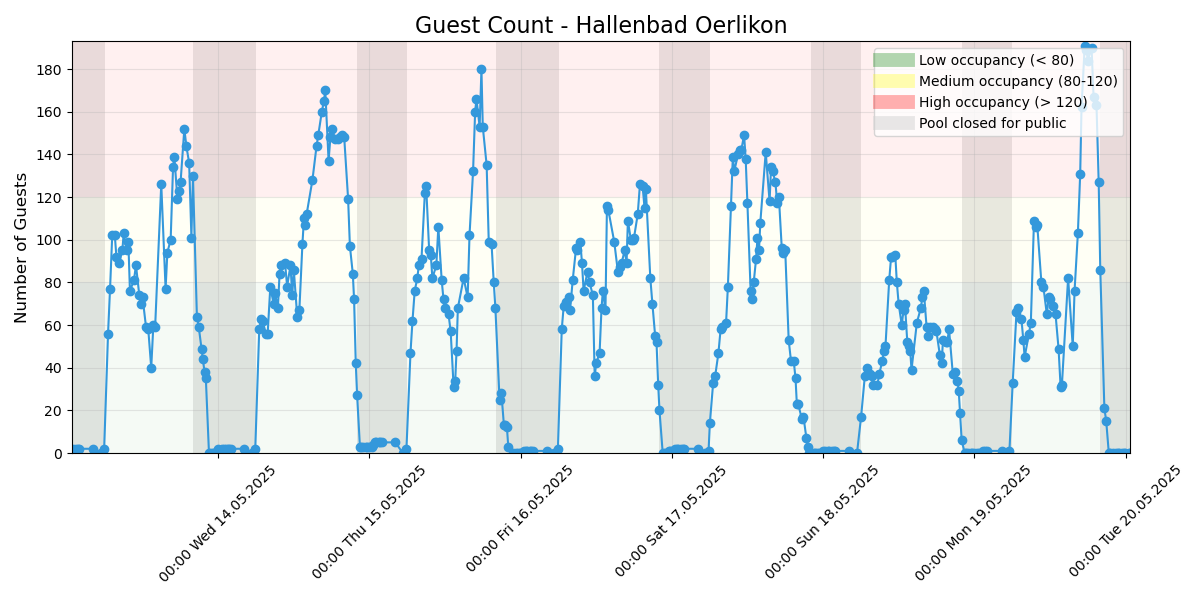 Guest Count - Hallenbad Oerlikon
Number of Guests
180
160
140
120
100
80
60
40
20
0
Low occupancy (< 80)
Medium occupancy (80-120)
High occupancy (> 120)
Pool closed for public
00:00 Wed 14.05.2025
00:00 Thu 15.05.2025
00:00 Fri 16.05.2025
00:00 Sat 17.05.2025
00:00 Sun 18.05.2025
00:00 Mon 19.05.2025
00:00 Tue 20.05.2025